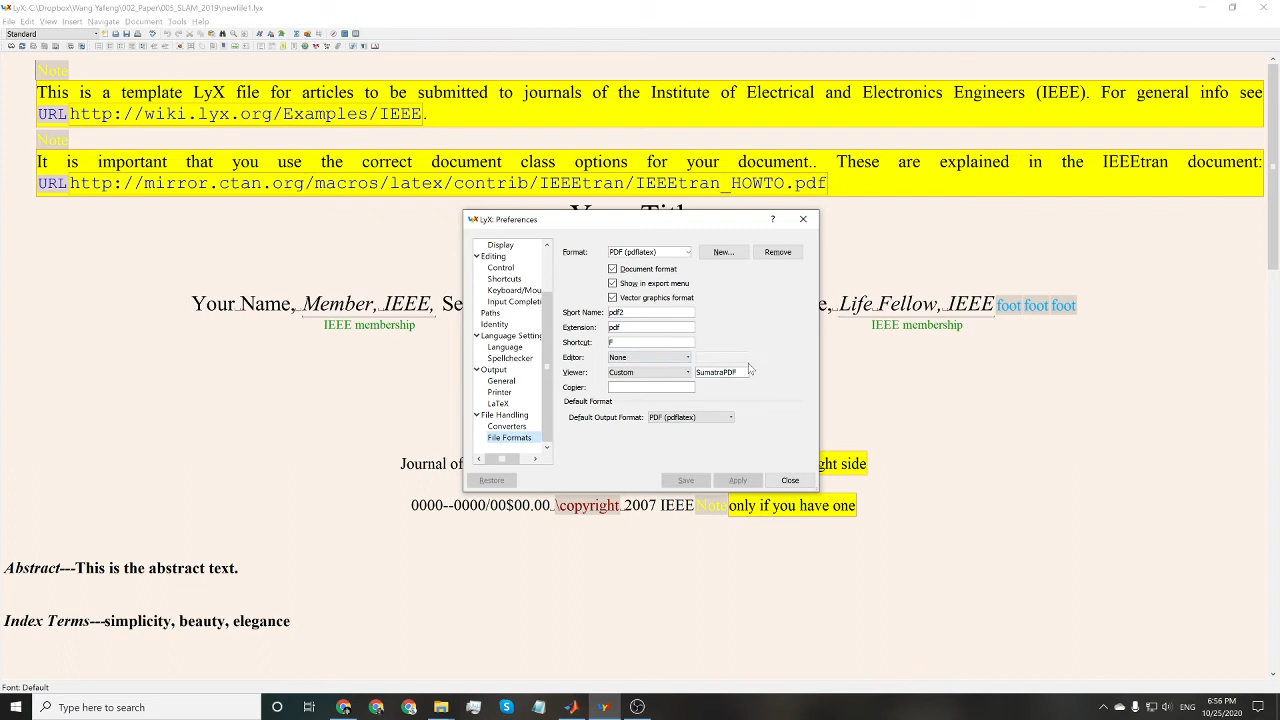 LyX: C:\Dropbox\Wang Yafeng\002_Paper\005_SLAM_2019\newfile1.lyx
File Edit View Insert Navigate Document Tools Help
Standard
Note
This is a template LyX file for articles to be submitted to journals of the Institute of Electrical and Electronics Engineers (IEEE). For general info see
URL http://wiki.lyx.org/Examples/IEEE.
Note
It is important that you use the correct document class options for your document.. These are explained in the IEEEtran document:
URL http://mirror.ctan.org/macros/latex/contrib/IEEEtran/IEEEtran_HOWTO.pdf
LyX: Preferences
?
Display
Editing
Control
Shortcuts
Keyboard/Mou
Input Completi
Paths
Identity
Language Setting
Language
Spellchecker
Output
General
Printer
LaTeX
File Handling
Converters
File Formats
Format: PDF (pdflatex) New... Remove
Document format
Show in export menu
Vector graphics format
Short Name: pdf2
Extension: pdf
Shortcut: F
Editor: None
Viewer: Custom SumatraPDF
Copier:
Default Format
Default Output Format: PDF (pdflatex)
Restore Save Apply Close
Your Name, Member, IEEE, Se
, Life Fellow, IEEE foot foot foot
IEEE membership IEEE membership
Journal of
ght side
0000--0000/00$00.00 \copyright 2007 IEEE Note only if you have one
Abstract---This is the abstract text.
Index Terms---simplicity, beauty, elegance
Font: Default
Type here to search
6:56 PM
10/25/2020